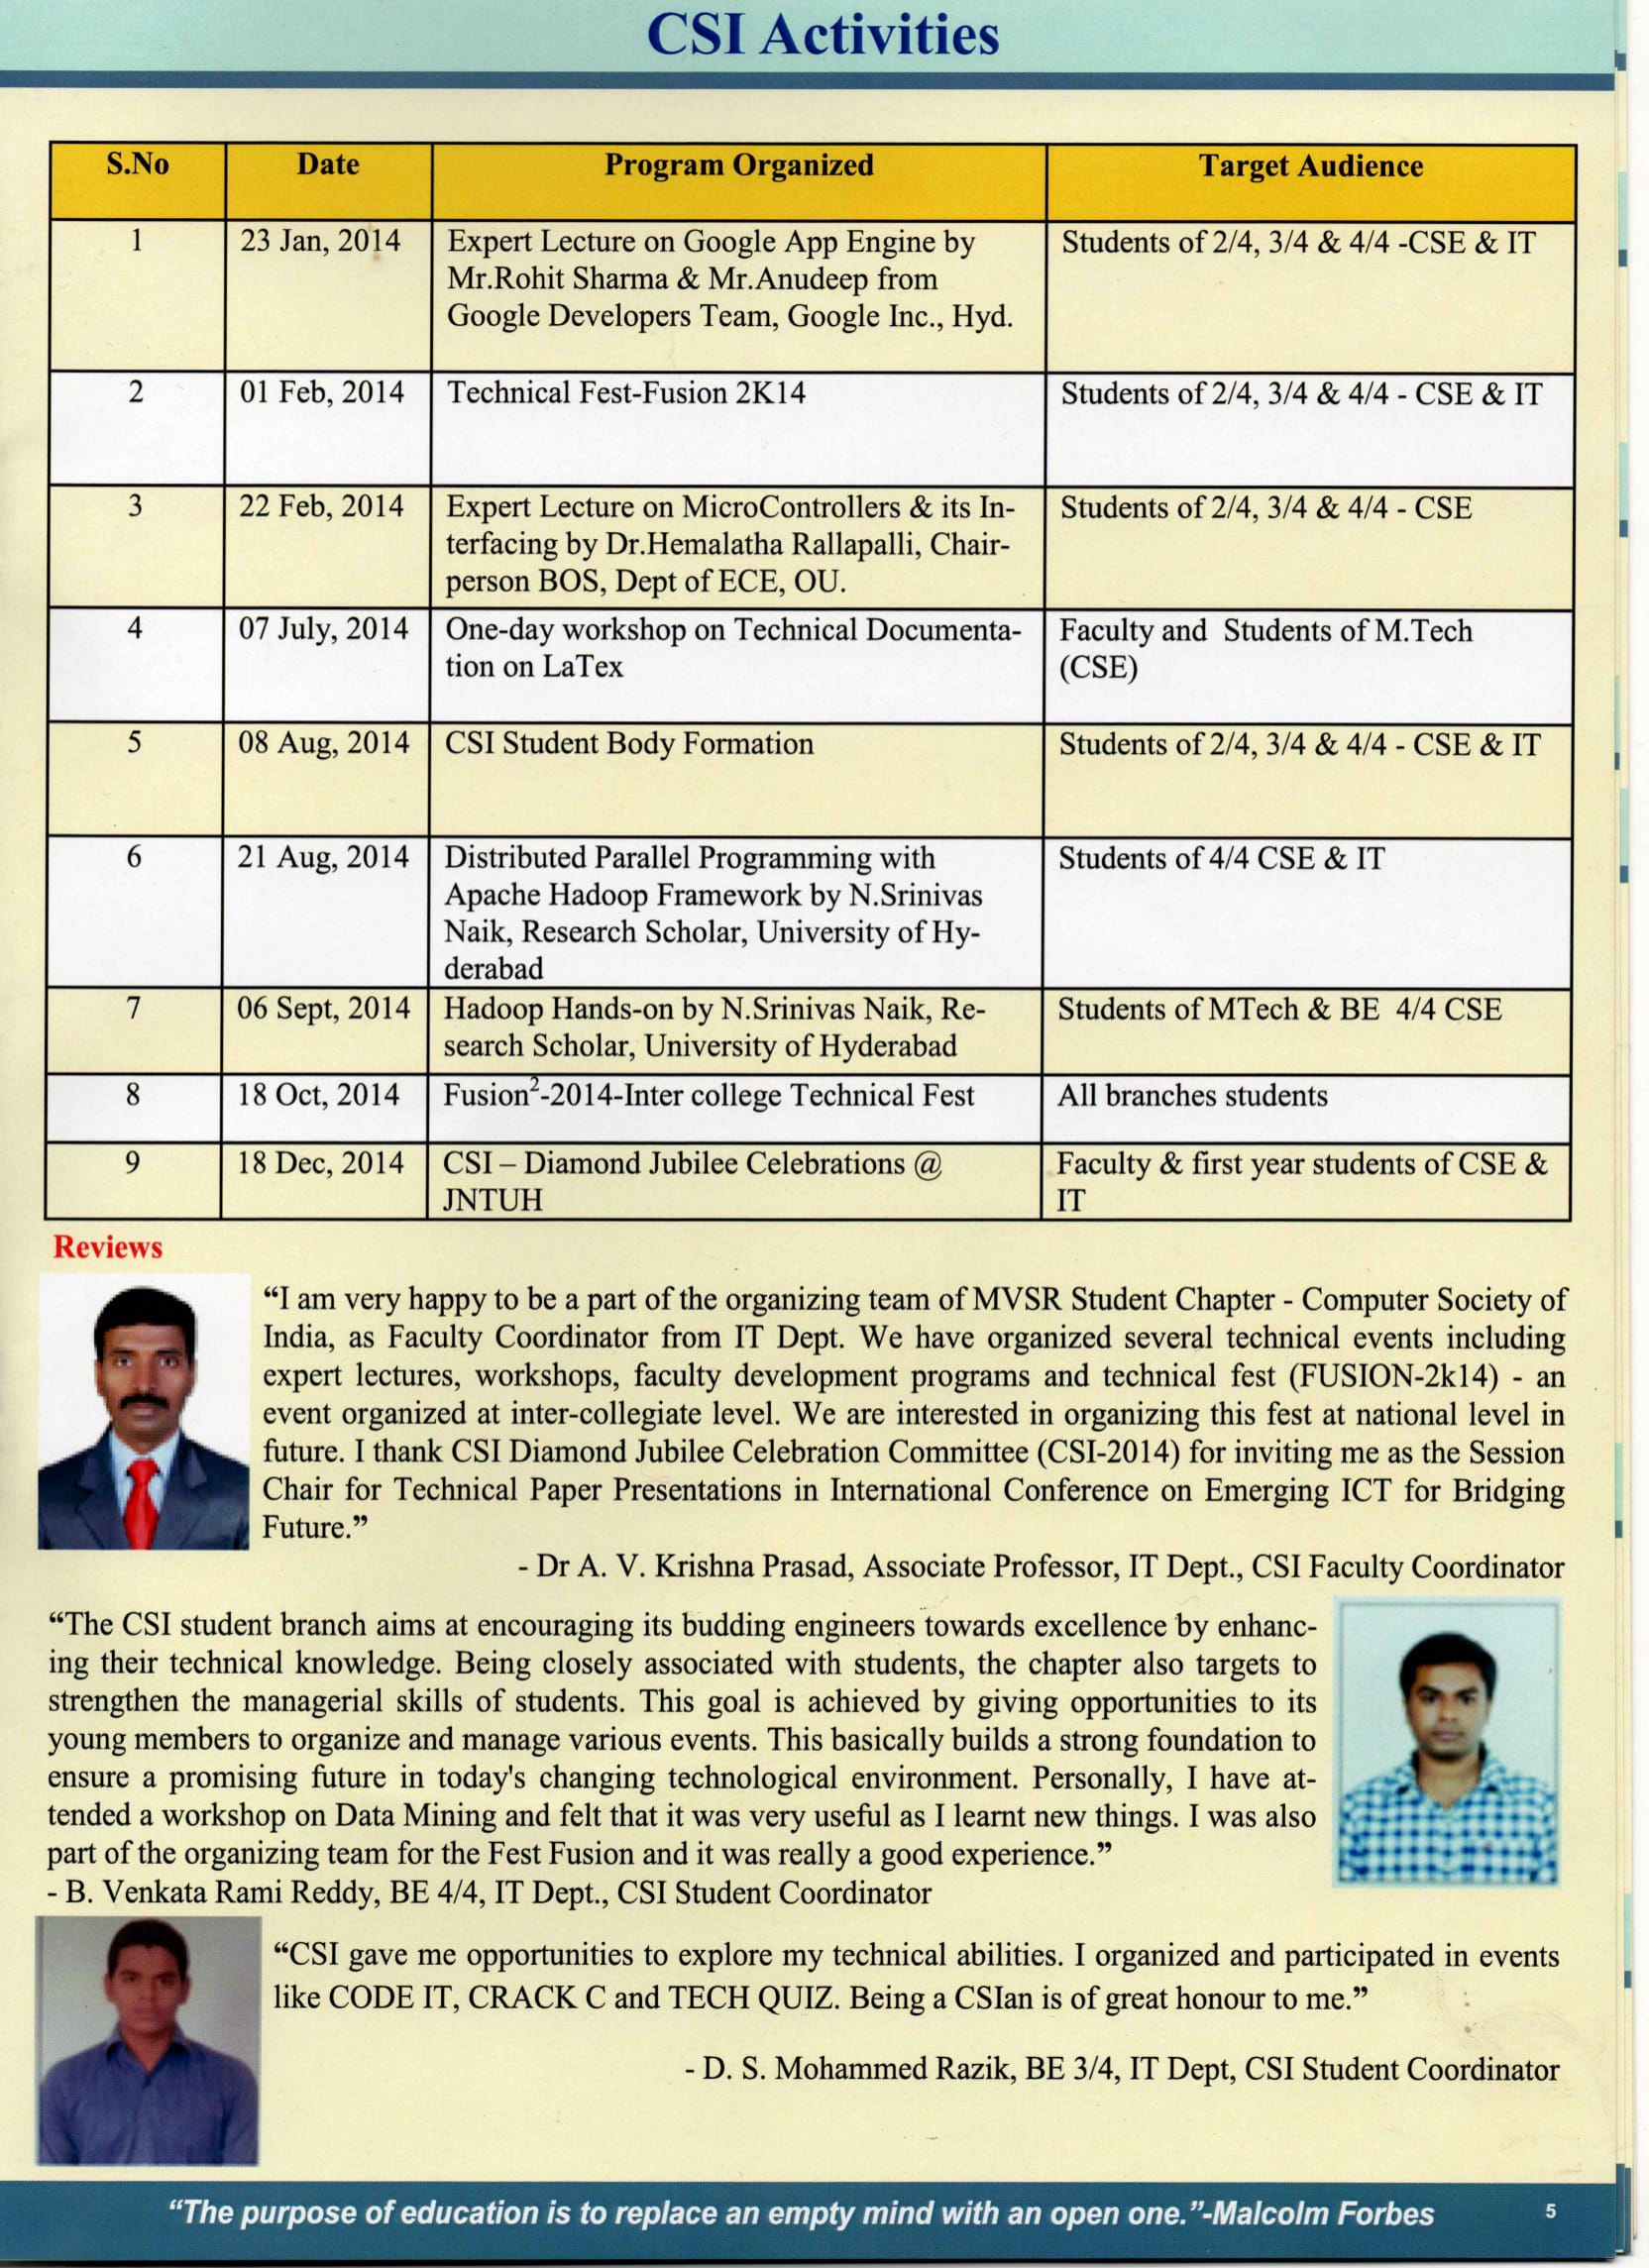 CSI Activities
S.No Date Program Organized Target Audience
1 23 Jan, 2014 Expert Lecture on Google App Engine by Students of 2/4, 3/4 & 4/4 -CSE & IT
Mr.Rohit Sharma & Mr.Anudeep from
Google Developers Team, Google Inc., Hyd.
2 01 Feb, 2014 Technical Fest-Fusion 2K14 Students of 2/4, 3/4 & 4/4 - CSE & IT
3 22 Feb, 2014 Expert Lecture on MicroControllers & its In- Students of 2/4, 3/4 & 4/4 - CSE
terfacing by Dr.Hemalatha Rallapalli, Chair-
person BOS, Dept of ECE, OU.
4 07 July, 2014 One-day workshop on Technical Documenta- Faculty and Students of M.Tech
tion on LaTex (CSE)
5 08 Aug, 2014 CSI Student Body Formation Students of 2/4, 3/4 & 4/4 - CSE & IT
6 21 Aug, 2014 Distributed Parallel Programming with Students of 4/4 CSE & IT
Apache Hadoop Framework by N.Srinivas
Naik, Research Scholar, University of Hy-
derabad
7 06 Sept, 2014 Hadoop Hands-on by N.Srinivas Naik, Re- Students of MTech & BE 4/4 CSE
search Scholar, University of Hyderabad
8 18 Oct, 2014 Fusion²-2014-Inter college Technical Fest All branches students
9 18 Dec, 2014 CSI – Diamond Jubilee Celebrations @ Faculty & first year students of CSE &
JNTUH IT
Reviews
“I am very happy to be a part of the organizing team of MVSR Student Chapter - Computer Society of
India, as Faculty Coordinator from IT Dept. We have organized several technical events including
expert lectures, workshops, faculty development programs and technical fest (FUSION-2k14) - an
event organized at inter-collegiate level. We are interested in organizing this fest at national level in
future. I thank CSI Diamond Jubilee Celebration Committee (CSI-2014) for inviting me as the Session
Chair for Technical Paper Presentations in International Conference on Emerging ICT for Bridging
Future.”
- Dr A. V. Krishna Prasad, Associate Professor, IT Dept., CSI Faculty Coordinator
“The CSI student branch aims at encouraging its budding engineers towards excellence by enhanc-
ing their technical knowledge. Being closely associated with students, the chapter also targets to
strengthen the managerial skills of students. This goal is achieved by giving opportunities to its
young members to organize and manage various events. This basically builds a strong foundation to
ensure a promising future in today's changing technological environment. Personally, I have at-
tended a workshop on Data Mining and felt that it was very useful as I learnt new things. I was also
part of the organizing team for the Fest Fusion and it was really a good experience.”
- B. Venkata Rami Reddy, BE 4/4, IT Dept., CSI Student Coordinator
“CSI gave me opportunities to explore my technical abilities. I organized and participated in events
like CODE IT, CRACK C and TECH QUIZ. Being a CSIan is of great honour to me.”
- D. S. Mohammed Razik, BE 3/4, IT Dept, CSI Student Coordinator
“The purpose of education is to replace an empty mind with an open one.”-Malcolm Forbes 5